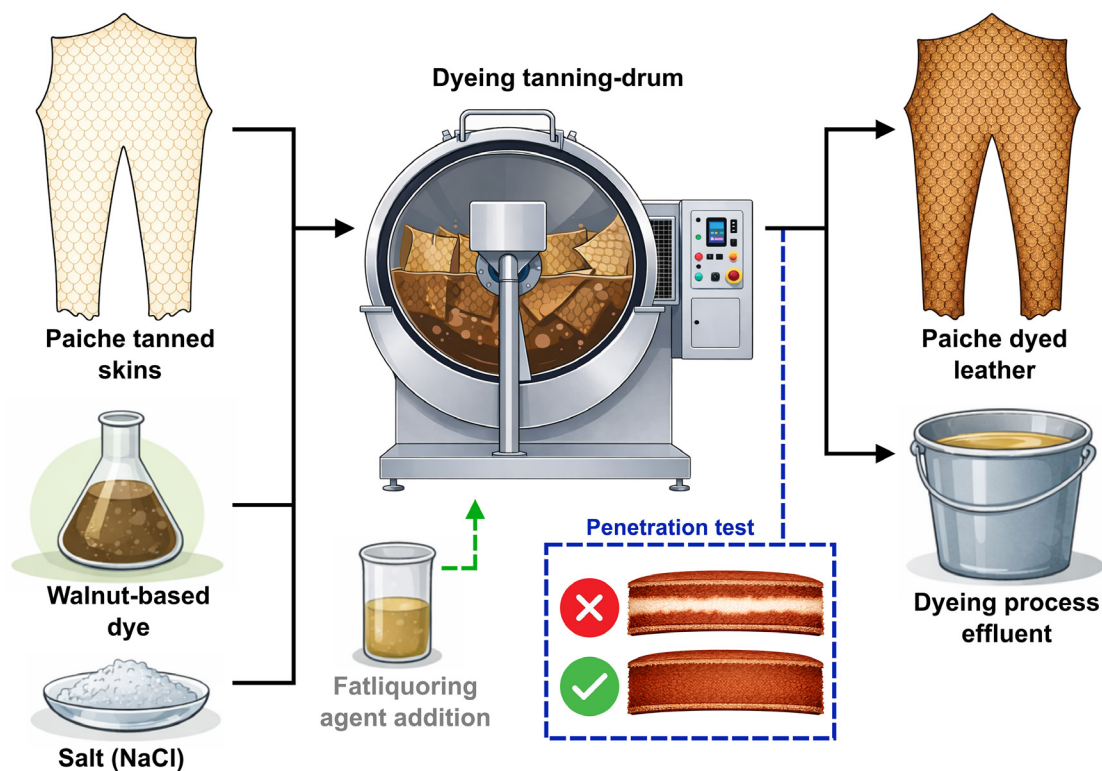 Dyeing tanning-drum
Paiche tanned
skins
Paiche dyed
leather
Walnut-based
dye
Penetration test
Dyeing process
effluent
Fatliquoring
agent addition
Salt (NaCl)